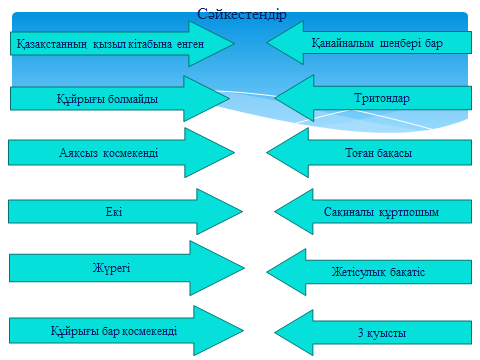 Сәйкестендір
Қазақстанның қызыл кітабына енген
Қанайналым шеңбері бар
Құйрығы болмайды
Тритондар
Аяқсыз қосмекенді
Тоған бақасы
Екі
Сақиналы құртпошым
Жүрегі
Жетісулық бақатіс
Құйрығы бар қосмекенді
3 қуысты